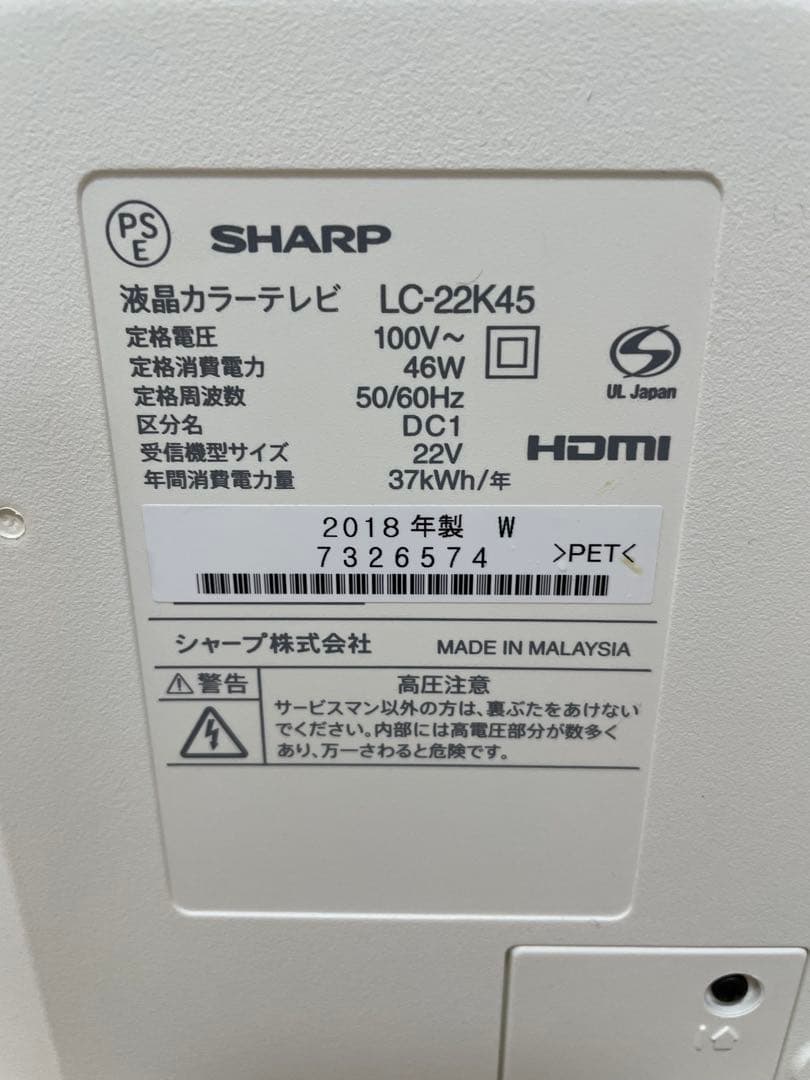 PSE SHARP
液晶カラーテレビ LC-22K45
定格電圧 100V～
定格消費電力 46W
定格周波数 50/60Hz
UL Japan
区分名 DC1
受信機型サイズ 22V
HDMI
年間消費電力量 37kWh/年
2018年製 W
7326574 >PET<
シャープ株式会社 MADE IN MALAYSIA
警告 高圧注意
サービスマン以外の方は、裏ぶたをあけない
でください。内部には高電圧部分が数多く
あり、万一さわると危険です。